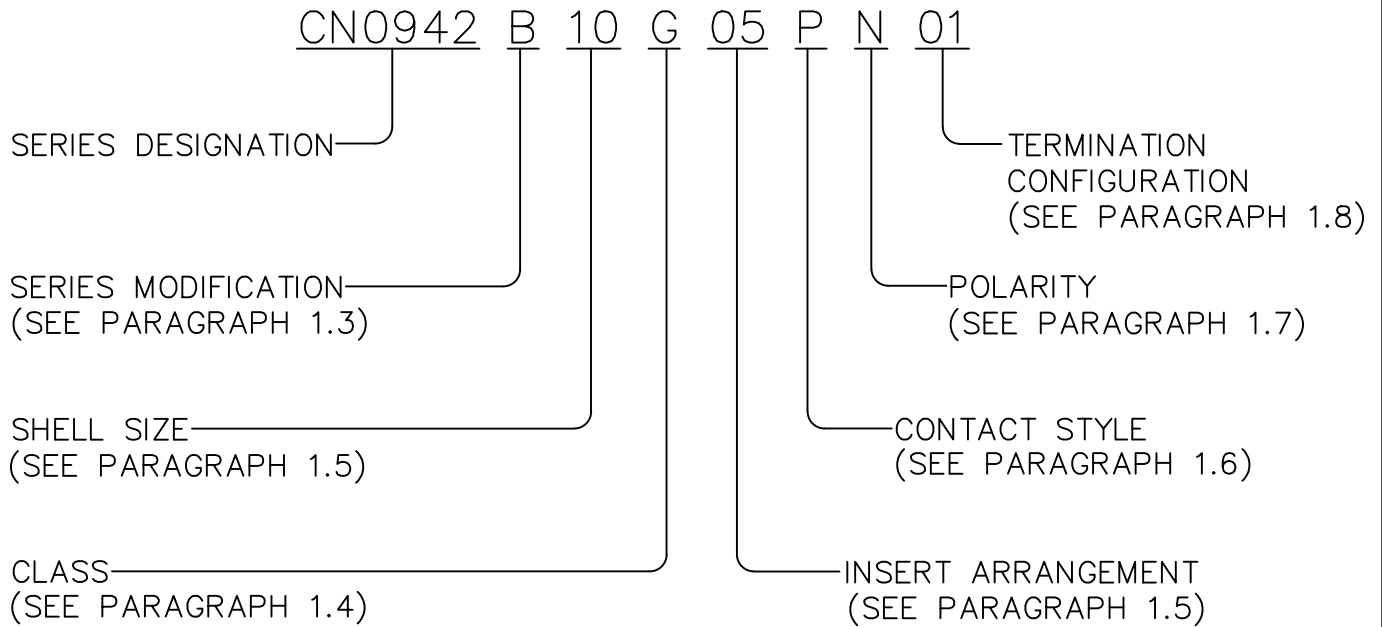 CN0942 B 10 G 05 P N 01
SERIES DESIGNATION
TERMINATION
CONFIGURATION
(SEE PARAGRAPH 1.8)
SERIES MODIFICATION
(SEE PARAGRAPH 1.3)
POLARITY
(SEE PARAGRAPH 1.7)
SHELL SIZE
(SEE PARAGRAPH 1.5)
CONTACT STYLE
(SEE PARAGRAPH 1.6)
CLASS
(SEE PARAGRAPH 1.4)
INSERT ARRANGEMENT
(SEE PARAGRAPH 1.5)